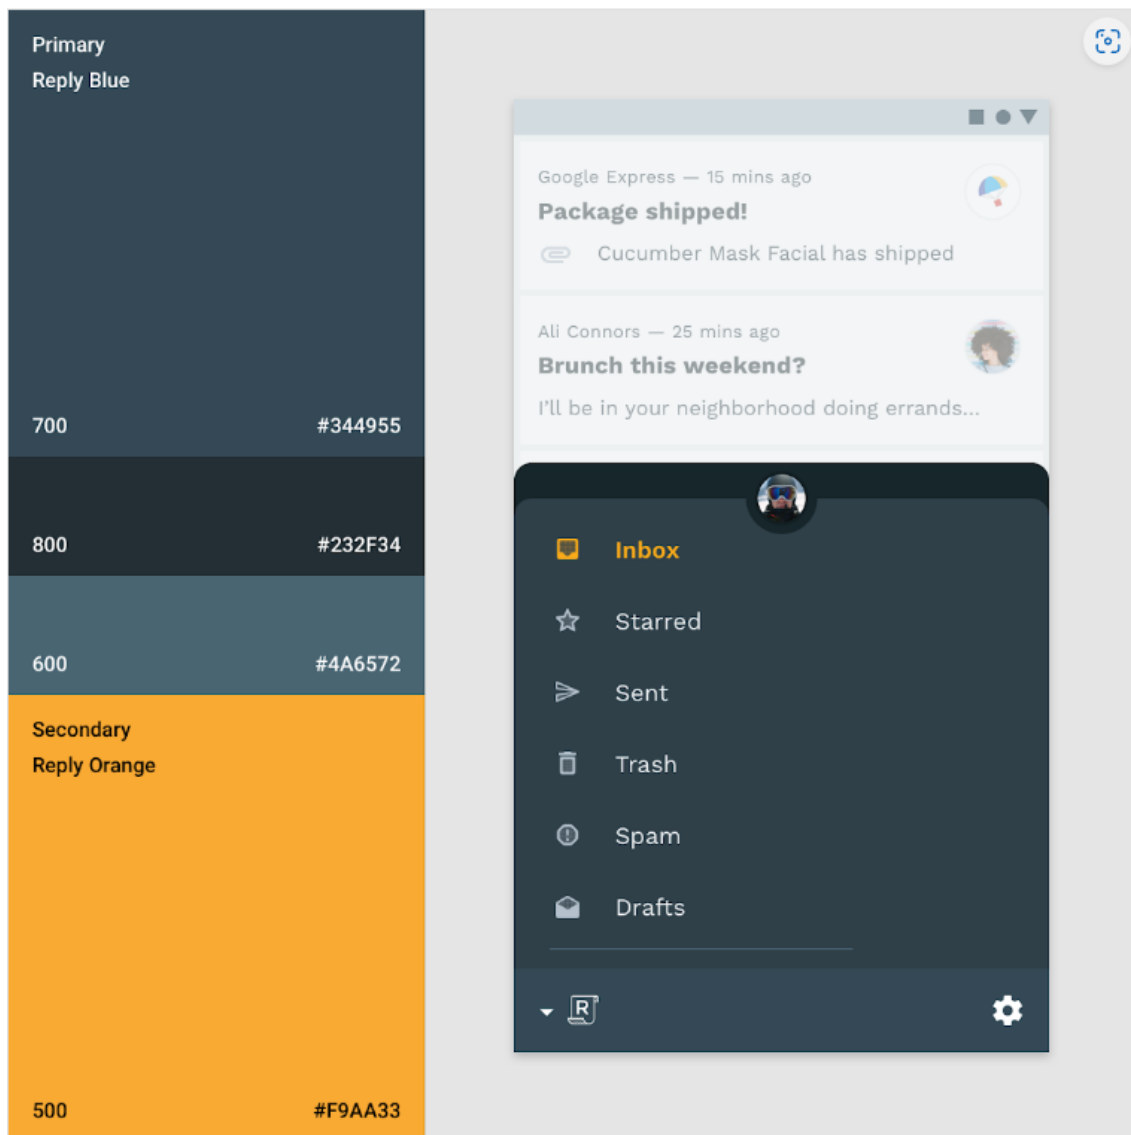 Primary
Reply Blue
700 #344955
800 #232F34
600 #4A6572
Secondary
Reply Orange
500 #F9AA33
Google Express — 15 mins ago
Package shipped!
Cucumber Mask Facial has shipped
Ali Connors — 25 mins ago
Brunch this weekend?
I'll be in your neighborhood doing errands...
Inbox
Starred
Sent
Trash
Spam
Drafts
R